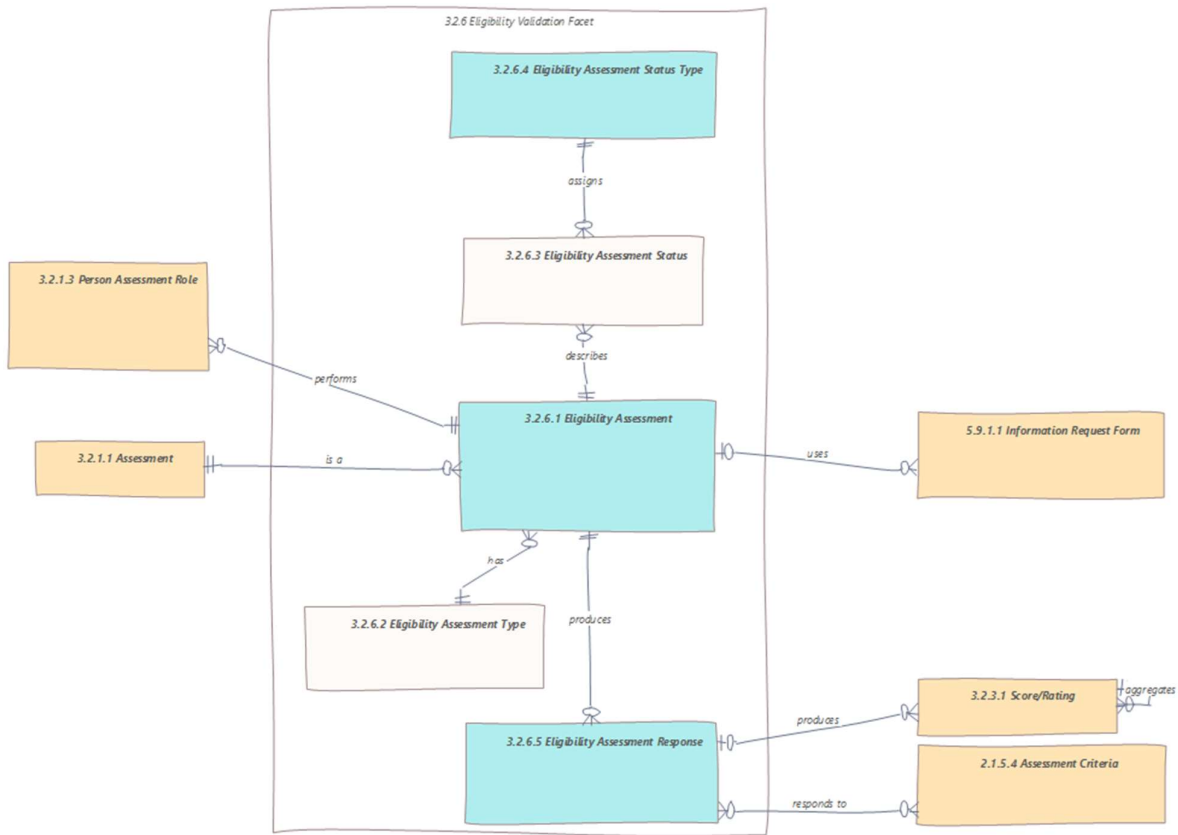 3.2.6 Eligibility Validation Facet
3.2.6.4 Eligibility Assessment Status Type
assigns
3.2.6.3 Eligibility Assessment Status
3.2.1.3 Person Assessment Role
describes
performs
3.2.6.1 Eligibility Assessment
5.9.1.1 Information Request Form
3.2.1.1 Assessment
is a
uses
has
produces
3.2.6.2 Eligibility Assessment Type
3.2.3.1 Score/Rating
aggregates
produces
3.2.6.5 Eligibility Assessment Response
2.1.5.4 Assessment Criteria
responds to